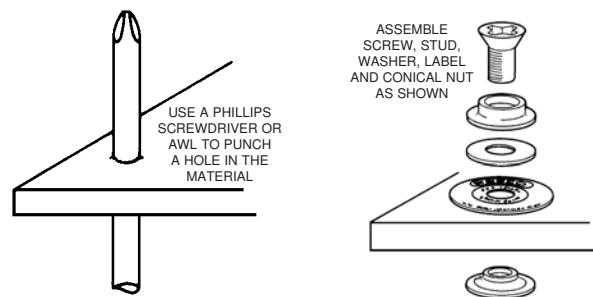 USE A PHILLIPS
SCREWDRIVER OR
AWL TO PUNCH
A HOLE IN THE
MATERIAL
ASSEMBLE
SCREW, STUD,
WASHER, LABEL
AND CONICAL NUT
AS SHOWN